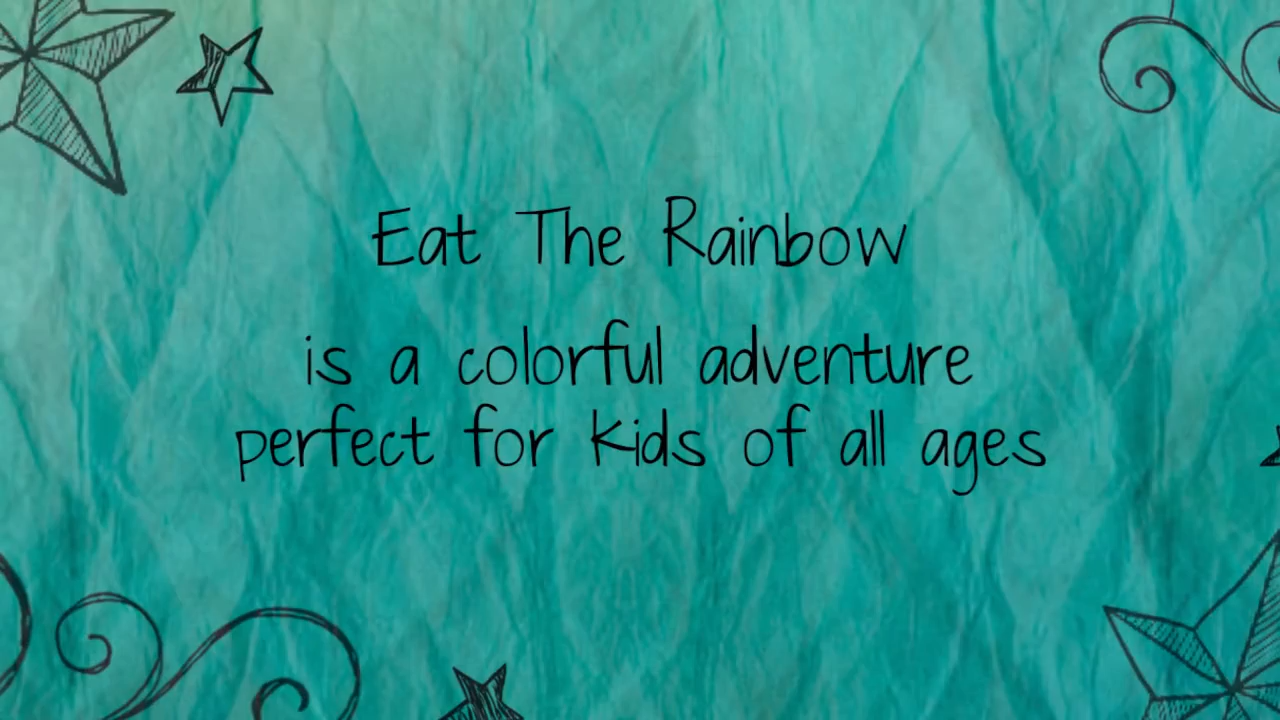 Eat The Rainbow
is a colorful adventure
perfect for kids of all ages